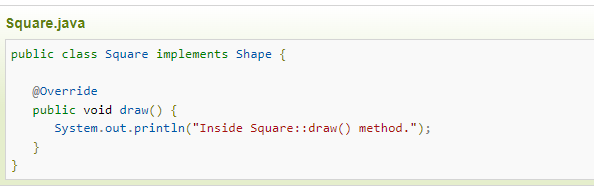 Square.java
public class Square implements Shape {
@Override
public void draw() {
System.out.println("Inside Square::draw() method.");
}
}